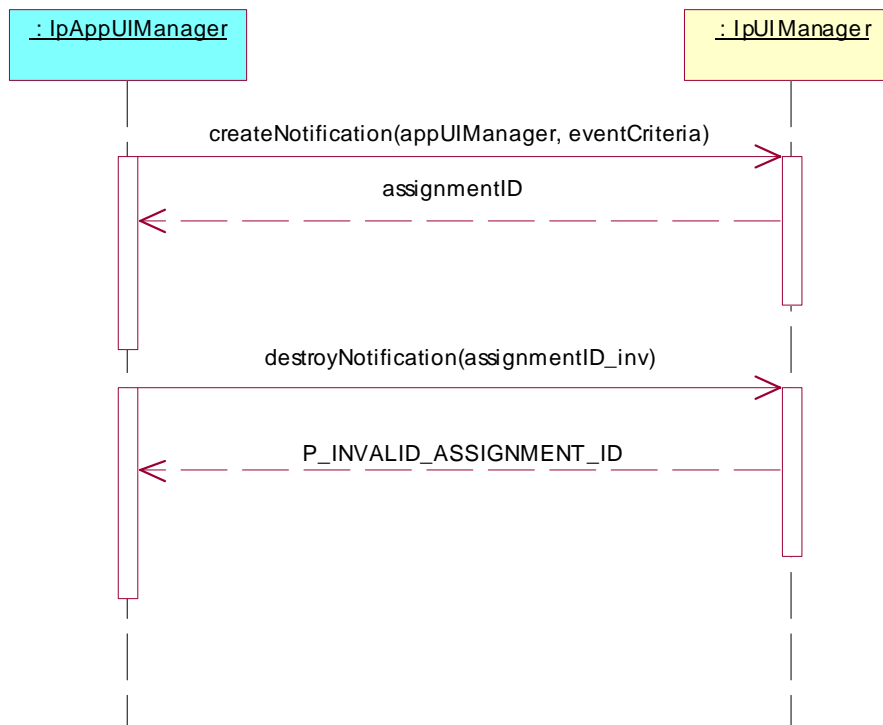 : IpAppUIManager
: IpUIManager
createNotification(appUIManager, eventCriteria)
assignmentID
destroyNotification(assignmentID_inv)
P_INVALID_ASSIGNMENT_ID